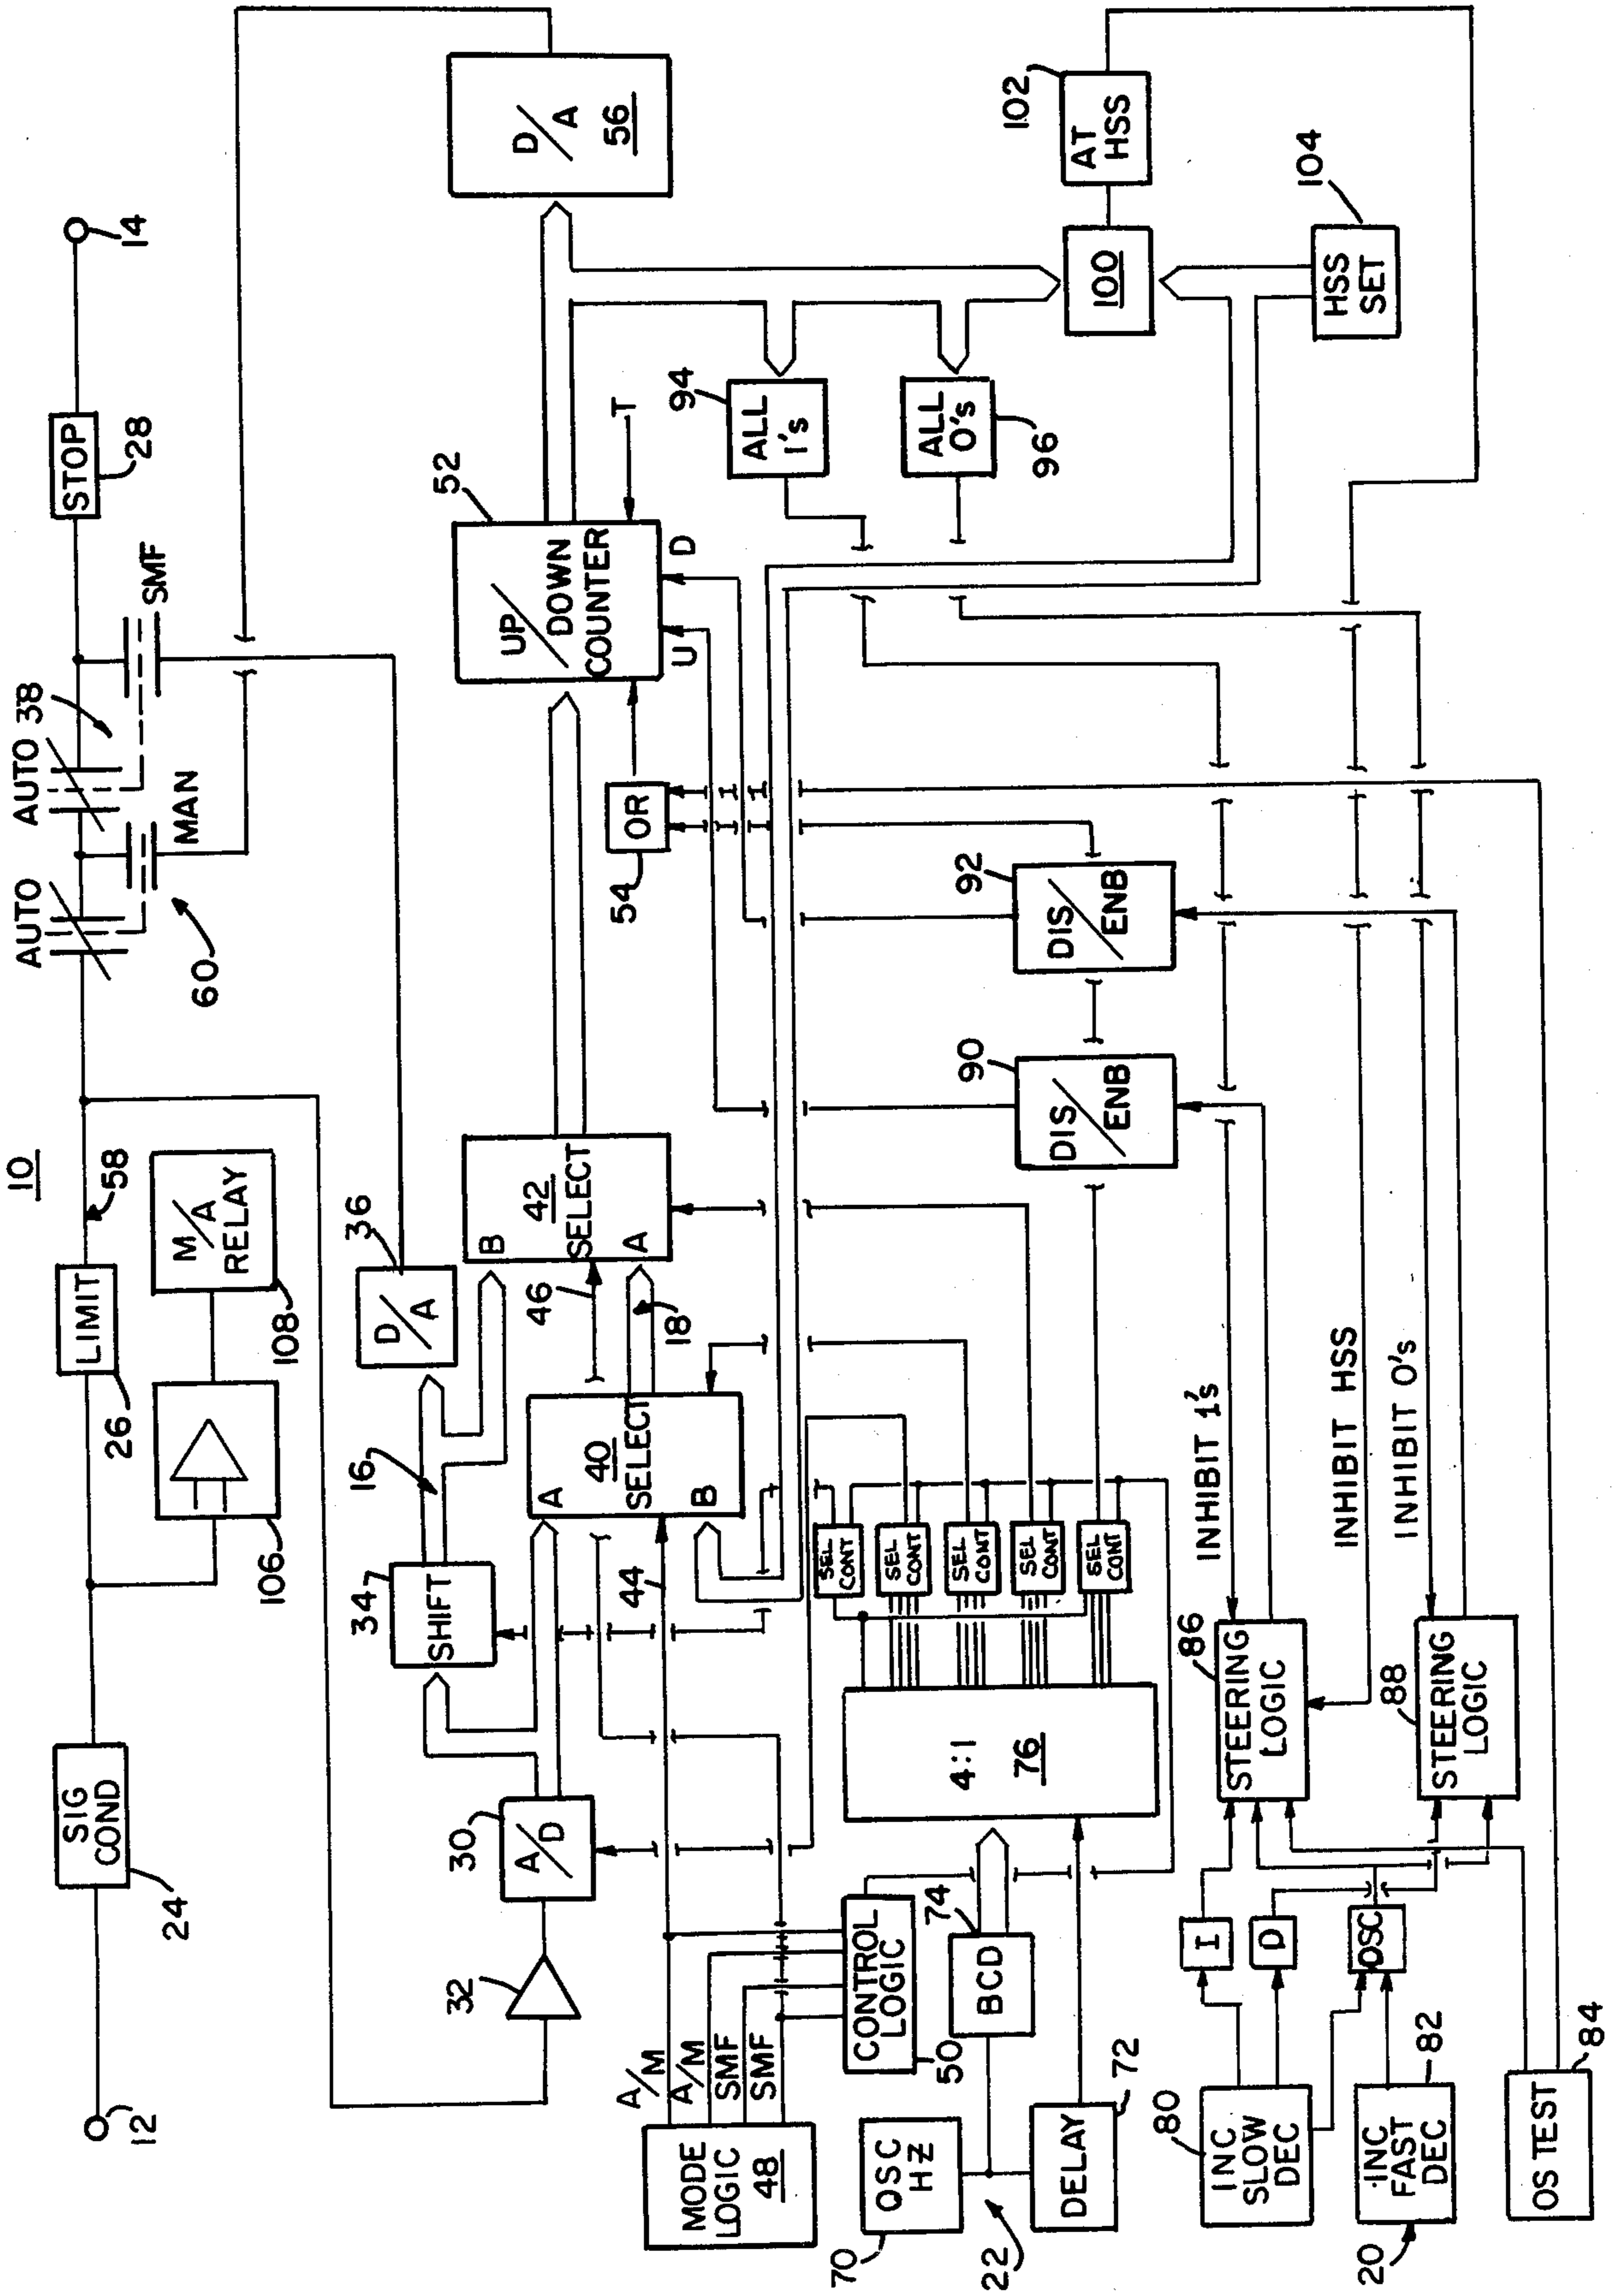 10
12
SIG
COND
24
LIMIT
26
58
106
M/A
RELAY
108
AUTO
60
MAN
AUTO
38
SMF
STOP
28
14
32
A/D
30
SHIFT
34
16
D/A
36
A
40
SELECT
B
44
46
18
B
42
SELECT
A
UP/
DOWN
COUNTER
52
U
D
T
OR
54
D/A
56
ALL
1's
94
ALL
0's
96
100
AT
HSS
102
HSS
SET
104
MODE
LOGIC
48
A/M
A/M
SMF
SMF
CONTROL
LOGIC
50
OSC
HZ
70
22
DELAY
72
BCD
74
4:1
76
SEL
CONT
SEL
CONT
SEL
CONT
SEL
CONT
SEL
CONT
DIS/
ENB
90
DIS/
ENB
92
INC
SLOW
DEC
80
INC
FAST
DEC
82
20
OS TEST
84
I
D
OSC
STEERING
LOGIC
86
STEERING
LOGIC
88
INHIBIT 1's
INHIBIT HSS
INHIBIT 0's